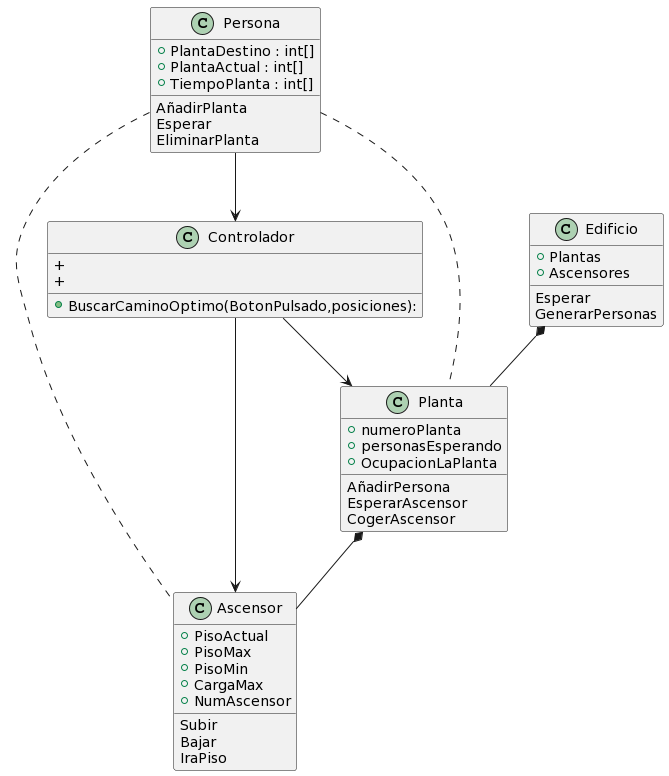 C Persona
PlantaDestino : int[]
PlantaActual : int[]
TiempoPlanta : int[]
AñadirPlanta
Esperar
EliminarPlanta
C Controlador
+
+
BuscarCaminoOptimo(BotonPulsado,posiciones):
C Edificio
Plantas
Ascensores
Esperar
GenerarPersonas
C Planta
numeroPlanta
personasEsperando
OcupacionLaPlanta
AñadirPersona
EsperarAscensor
CogerAscensor
C Ascensor
PisoActual
PisoMax
PisoMin
CargaMax
NumAscensor
Subir
Bajar
IraPiso